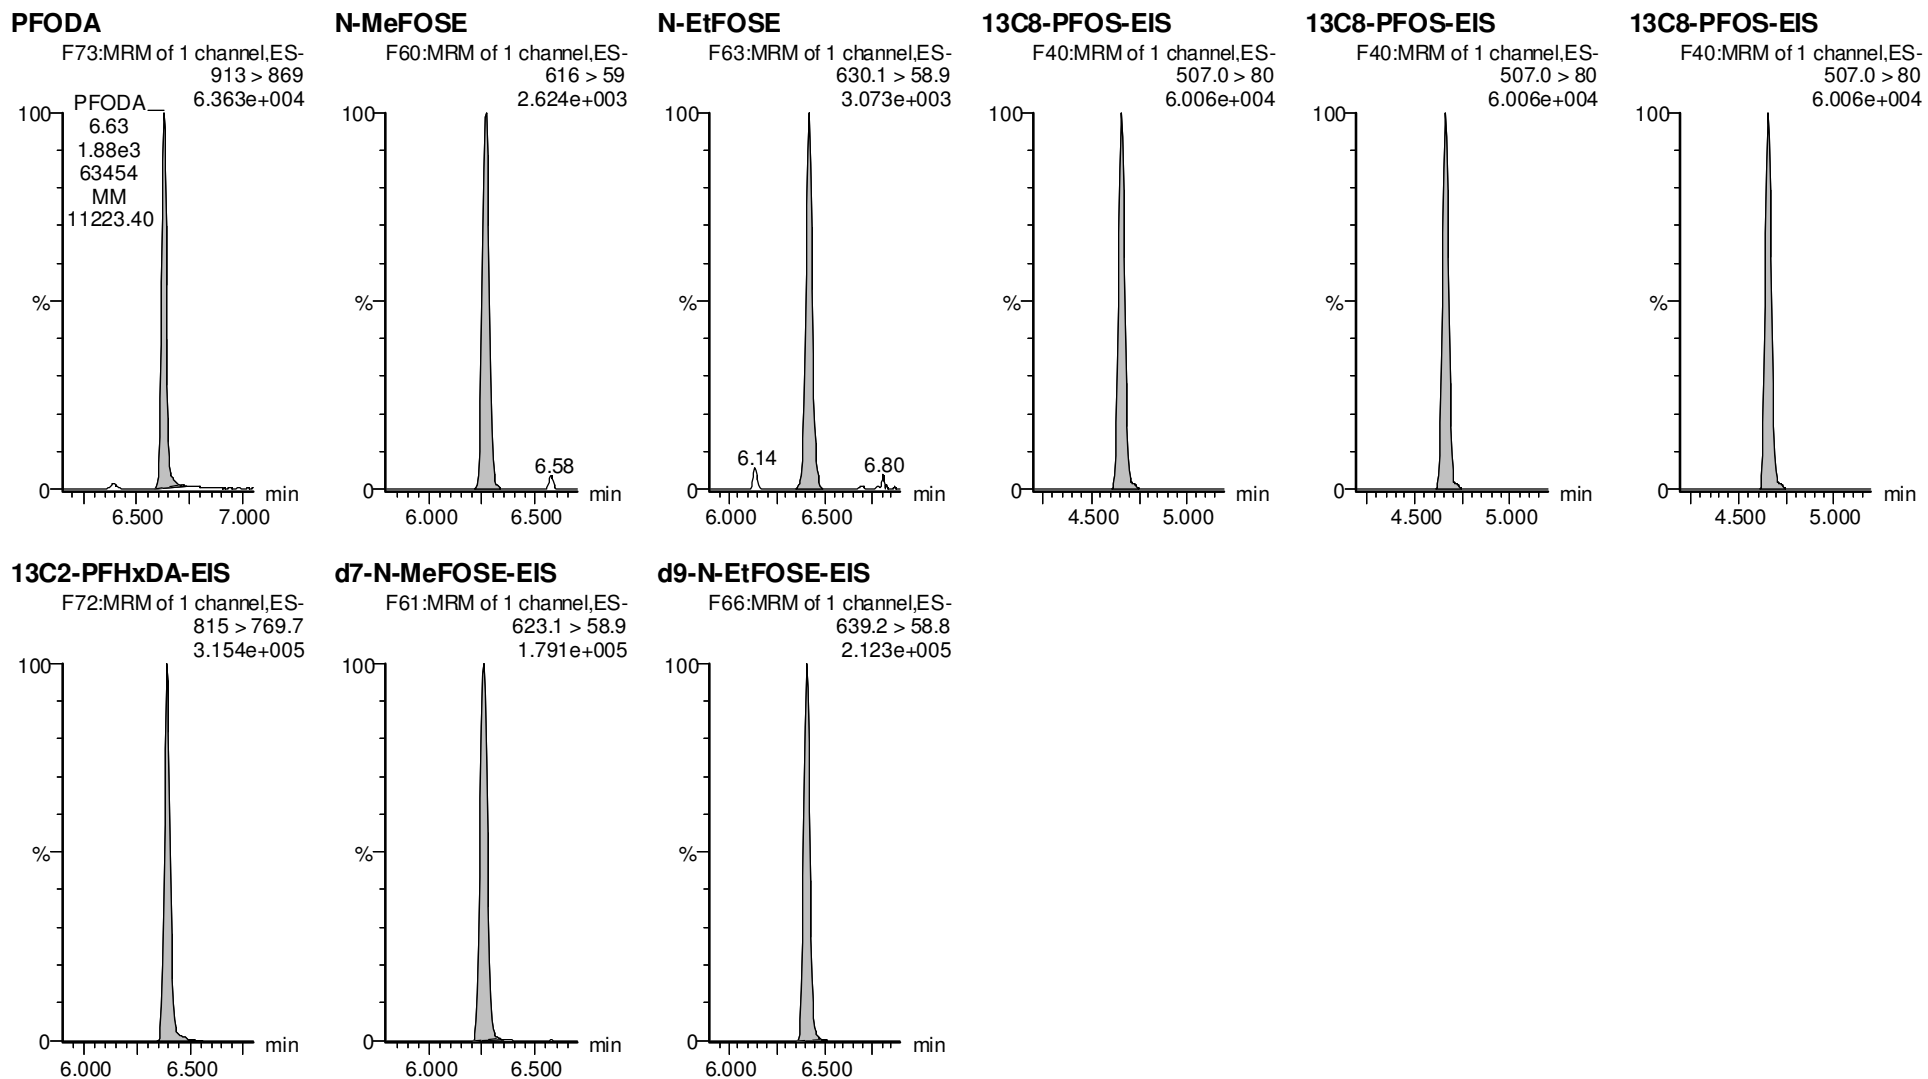 PFODA
F73:MRM of 1 channel,ES-
913 > 869
6.363e+004
100
PFODA
6.63
1.88e3
63454
MM
11223.40
%
0
min
6.500 7.000
N-MeFOSE
F60:MRM of 1 channel,ES-
616 > 59
2.624e+003
100
%
6.58
0
min
6.000 6.500
N-EtFOSE
F63:MRM of 1 channel,ES-
630.1 > 58.9
3.073e+003
100
%
6.14
6.80
0
min
6.000 6.500
13C8-PFOS-EIS
F40:MRM of 1 channel,ES-
507.0 > 80
6.006e+004
100
%
0
min
4.500 5.000
13C8-PFOS-EIS
F40:MRM of 1 channel,ES-
507.0 > 80
6.006e+004
100
%
0
min
4.500 5.000
13C8-PFOS-EIS
F40:MRM of 1 channel,ES-
507.0 > 80
6.006e+004
100
%
0
min
4.500 5.000
13C2-PFHxDA-EIS
F72:MRM of 1 channel,ES-
815 > 769.7
3.154e+005
100
%
0
min
6.000 6.500
d7-N-MeFOSE-EIS
F61:MRM of 1 channel,ES-
623.1 > 58.9
1.791e+005
100
%
0
min
6.000 6.500
d9-N-EtFOSE-EIS
F66:MRM of 1 channel,ES-
639.2 > 58.8
2.123e+005
100
%
0
min
6.000 6.500